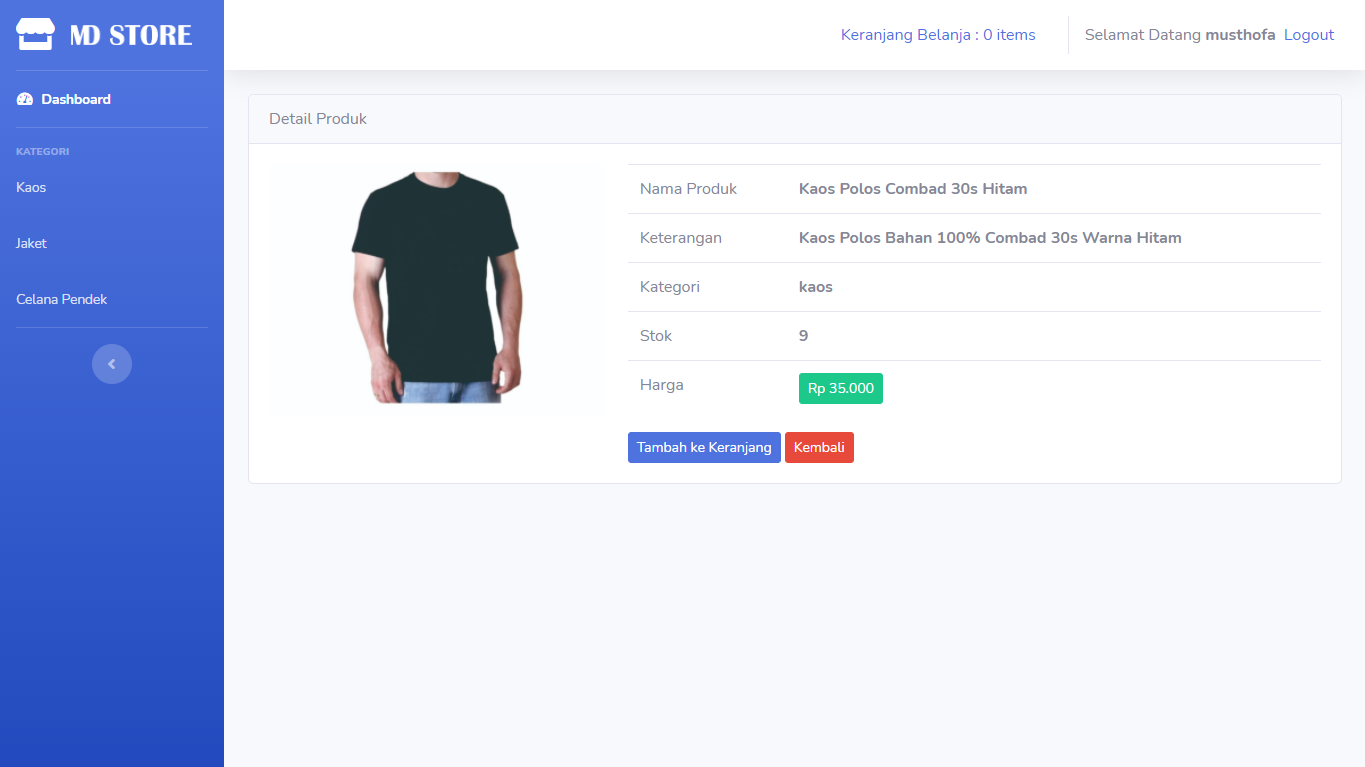 MD STORE
Keranjang Belanja : 0 items
Selamat Datang musthofa Logout
Dashboard
KATEGORI
Kaos
Jaket
Celana Pendek
Detail Produk
Nama Produk Kaos Polos Combad 30s Hitam
Keterangan Kaos Polos Bahan 100% Combad 30s Warna Hitam
Kategori kaos
Stok 9
Harga Rp 35.000
Tambah ke Keranjang Kembali